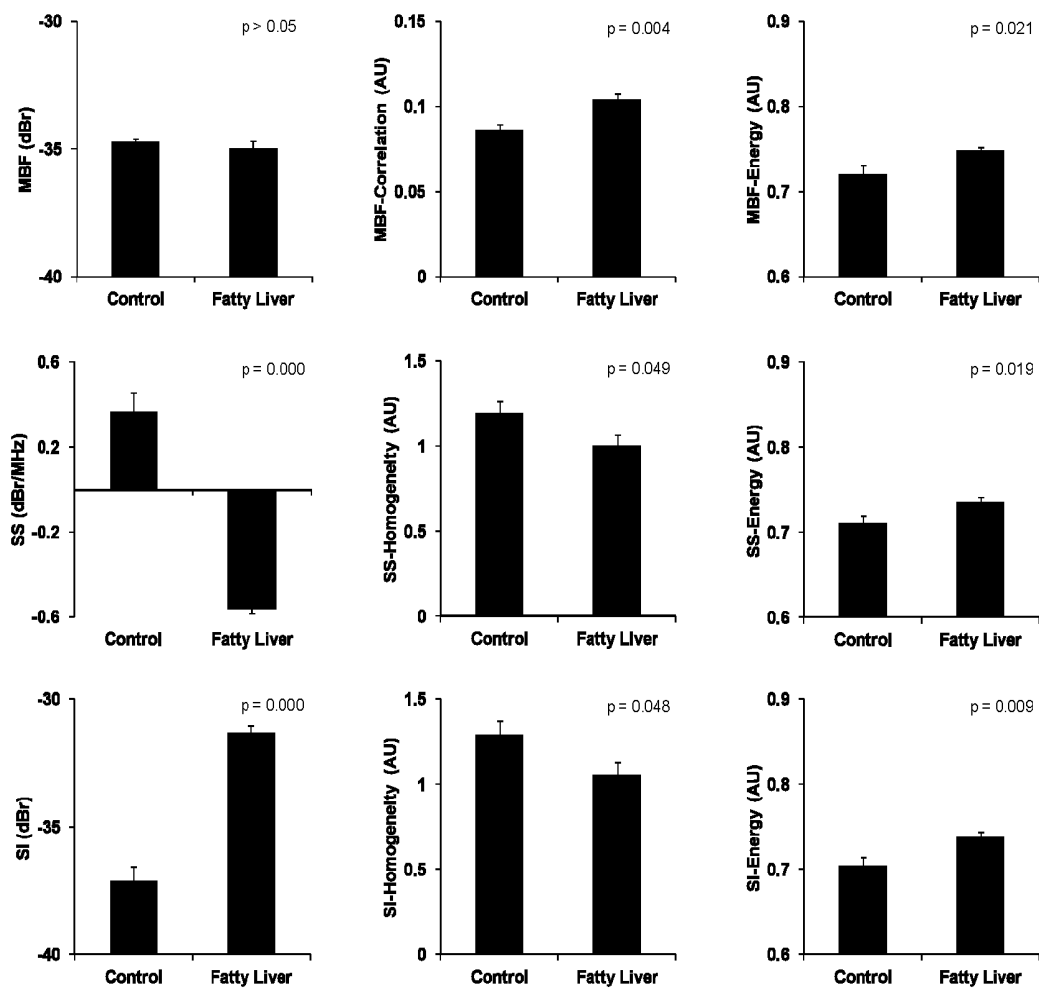 -30
p > 0.05
MBF (dBr)
-35
-40
Control Fatty Liver
0.15
p = 0.004
MBF-Correlation (AU)
0.1
0.05
0
Control Fatty Liver
0.9
p = 0.021
MBF-Energy (AU)
0.8
0.7
0.6
Control Fatty Liver
0.6
p = 0.000
SS (dBr/MHz)
0.2
-0.2
-0.6
Control Fatty Liver
1.5
p = 0.049
SS-Homogeneity (AU)
1
0.5
0
Control Fatty Liver
0.9
p = 0.019
SS-Energy (AU)
0.8
0.7
0.6
Control Fatty Liver
-30
p = 0.000
SI (dBr)
-35
-40
Control Fatty Liver
1.5
p = 0.048
SI-Homogeneity (AU)
1
0.5
0
Control Fatty Liver
0.9
p = 0.009
SI-Energy (AU)
0.8
0.7
0.6
Control Fatty Liver